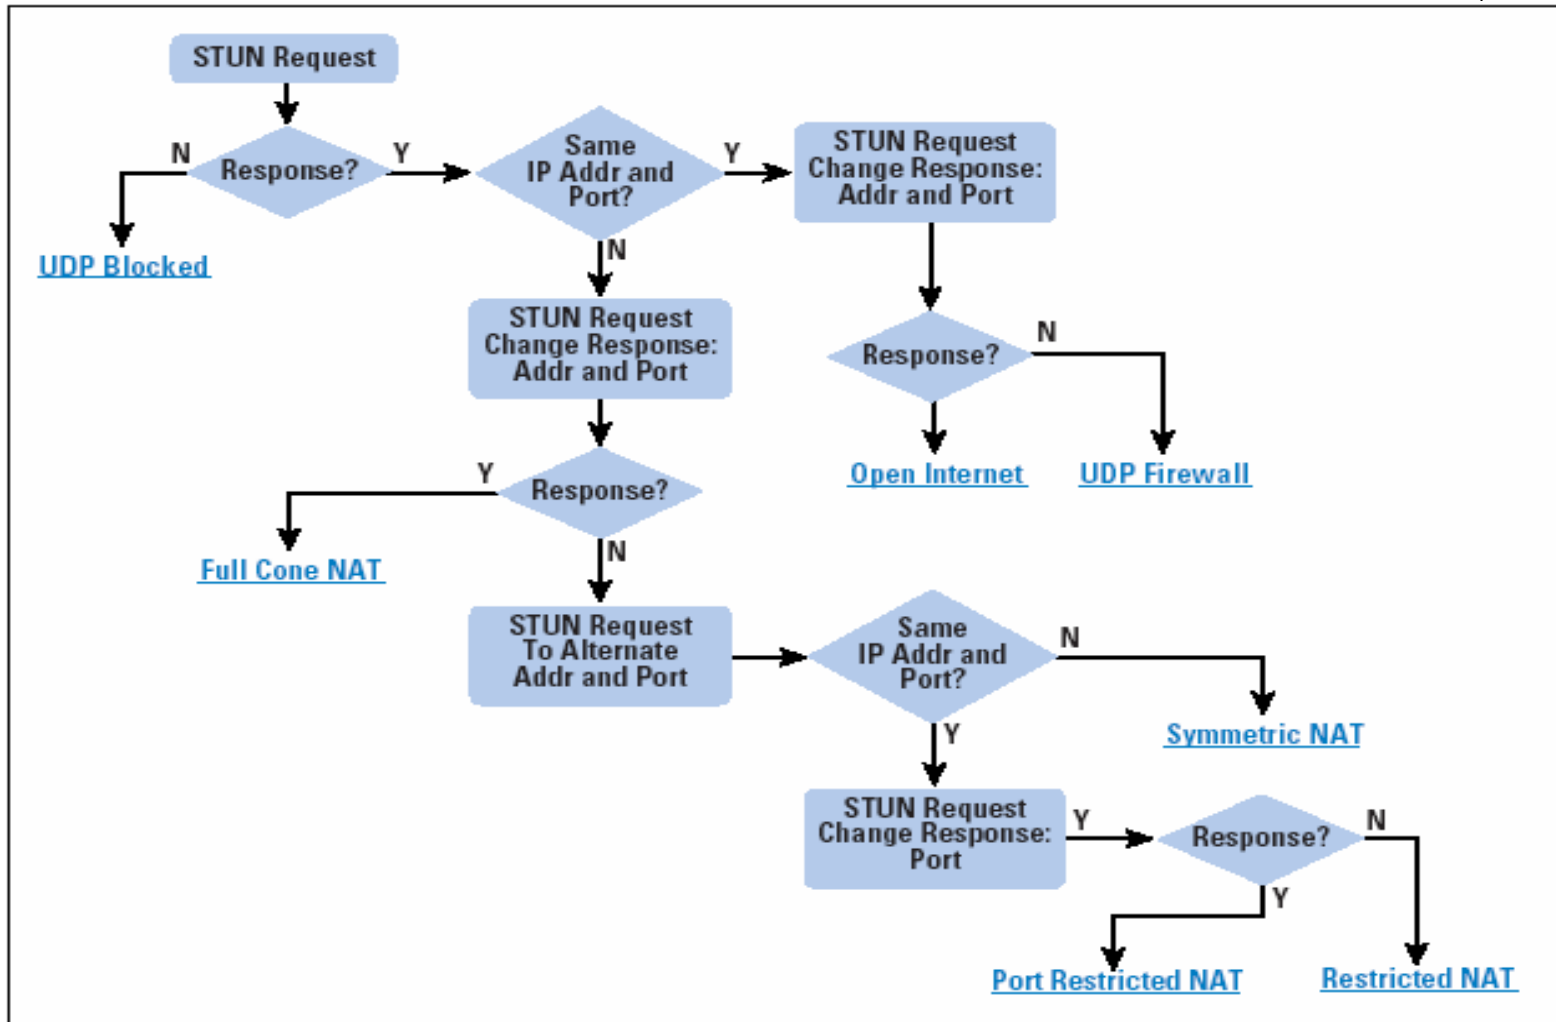 STUN Request
Response?
N
Y
UDP Blocked
Same
IP Addr and
Port?
Y
N
STUN Request
Change Response:
Addr and Port
Response?
N
Open Internet
UDP Firewall
STUN Request
Change Response:
Addr and Port
Response?
Y
N
Full Cone NAT
STUN Request
To Alternate
Addr and Port
Same
IP Addr and
Port?
N
Y
Symmetric NAT
STUN Request
Change Response:
Port
Y
Response?
N
Y
Port Restricted NAT
Restricted NAT